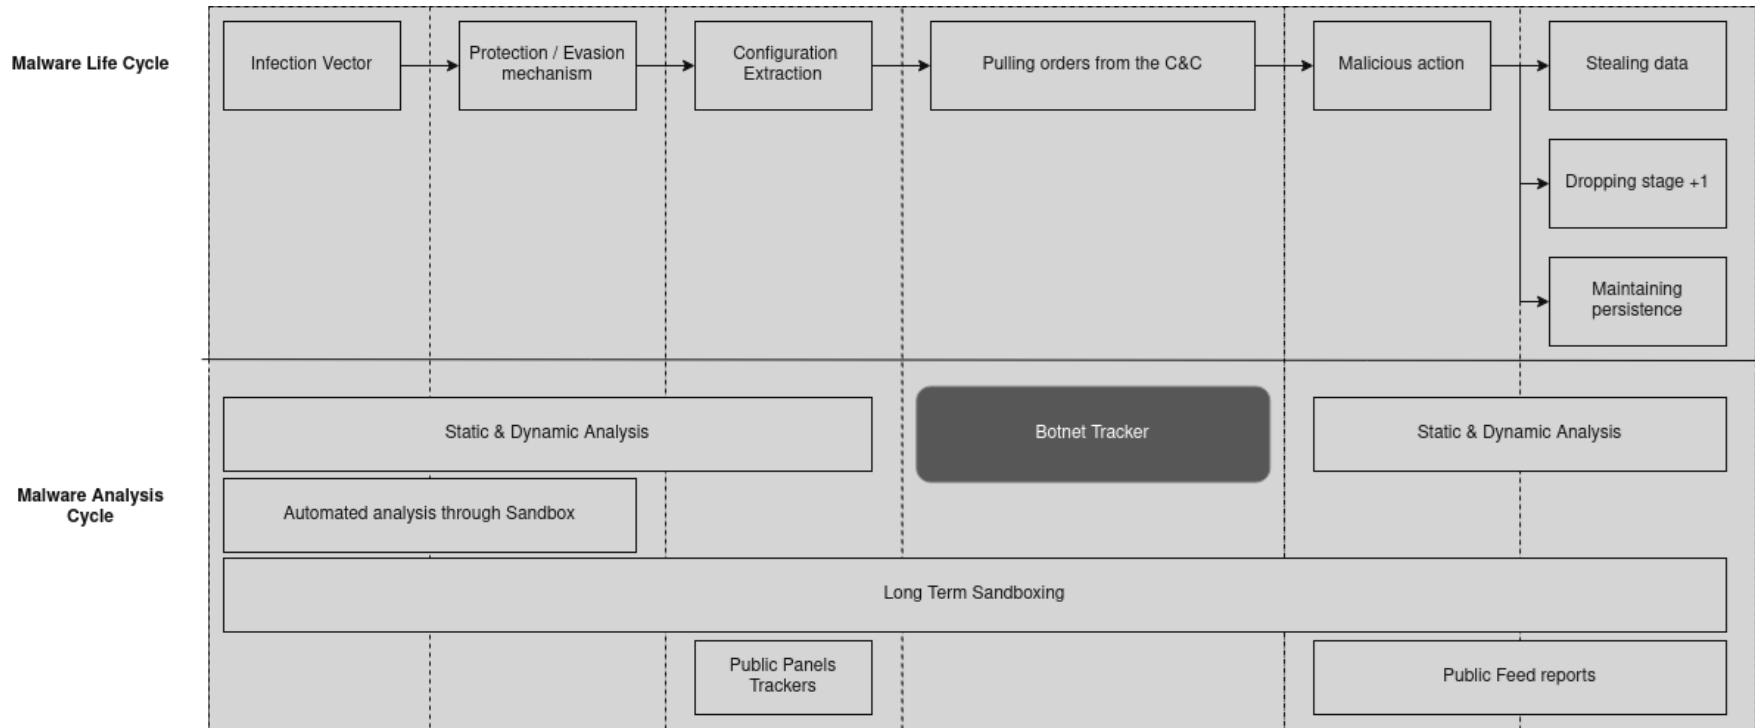 Malware Life Cycle
Infection Vector
Protection / Evasion
mechanism
Configuration
Extraction
Pulling orders from the C&C
Malicious action
Stealing data
Dropping stage +1
Maintaining
persistence
Malware Analysis
Cycle
Static & Dynamic Analysis
Botnet Tracker
Static & Dynamic Analysis
Automated analysis through Sandbox
Long Term Sandboxing
Public Panels
Trackers
Public Feed reports